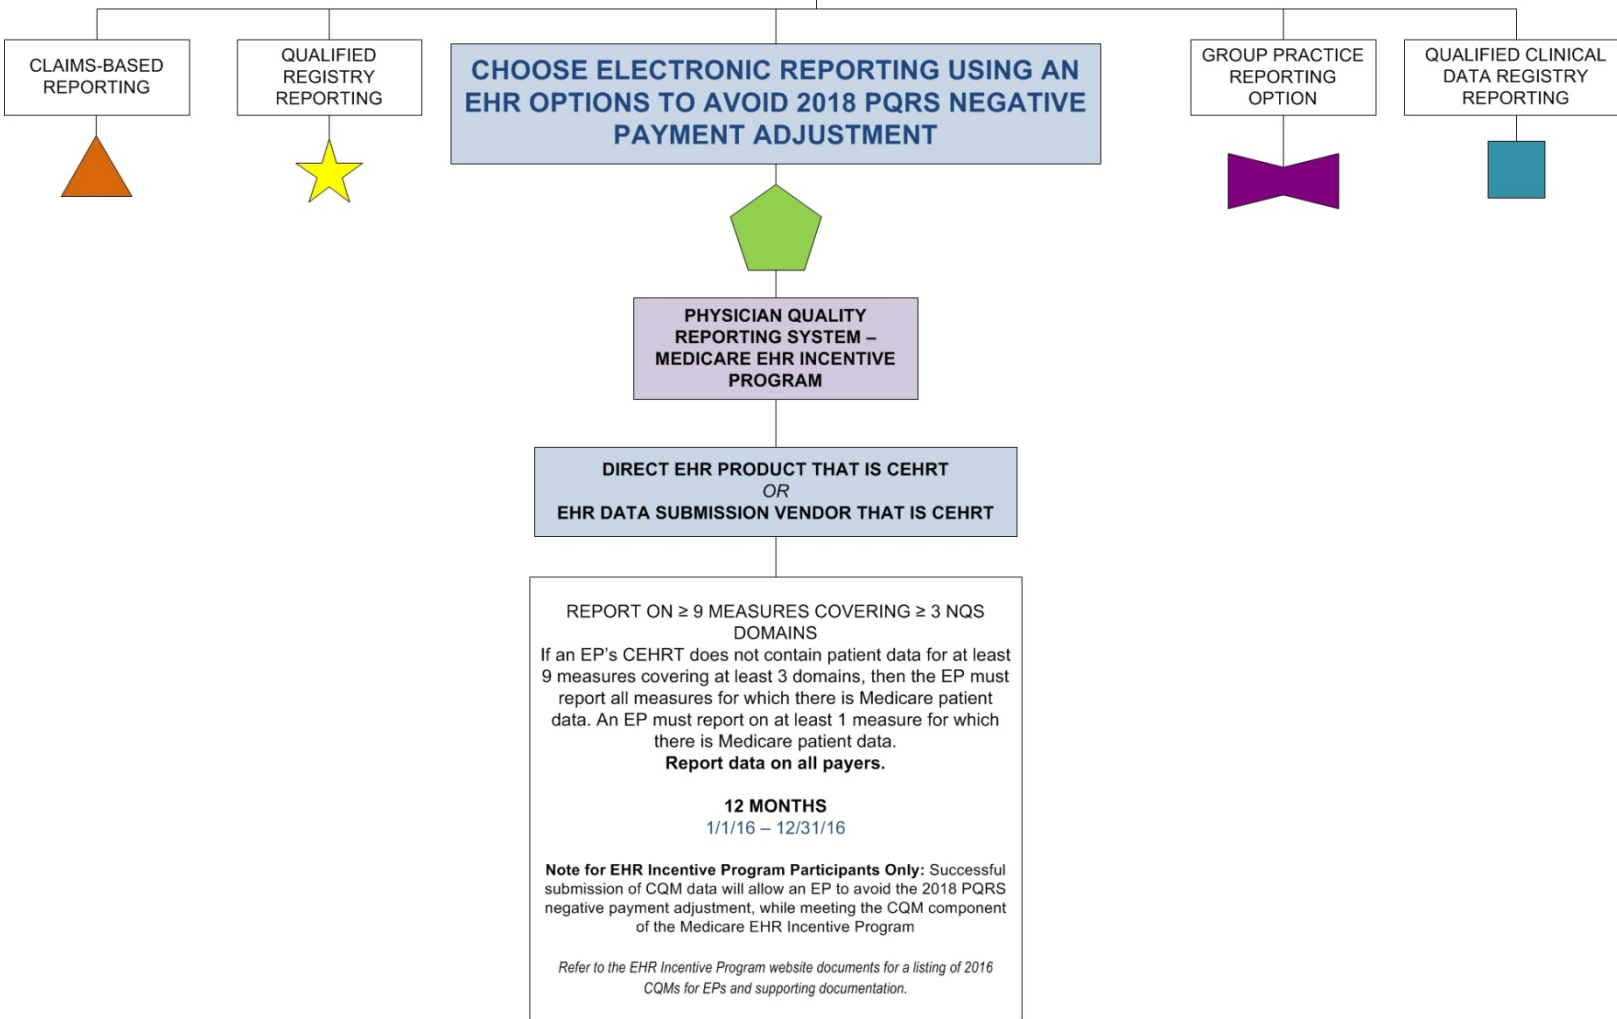 CLAIMS-BASED
REPORTING
QUALIFIED
REGISTRY
REPORTING
CHOOSE ELECTRONIC REPORTING USING AN
EHR OPTIONS TO AVOID 2018 PQRS NEGATIVE
PAYMENT ADJUSTMENT
GROUP PRACTICE
REPORTING
OPTION
QUALIFIED CLINICAL
DATA REGISTRY
REPORTING
PHYSICIAN QUALITY
REPORTING SYSTEM –
MEDICARE EHR INCENTIVE
PROGRAM
DIRECT EHR PRODUCT THAT IS CEHRT
OR
EHR DATA SUBMISSION VENDOR THAT IS CEHRT
REPORT ON ≥ 9 MEASURES COVERING ≥ 3 NQS
DOMAINS
If an EP’s CEHRT does not contain patient data for at least
9 measures covering at least 3 domains, then the EP must
report all measures for which there is Medicare patient
data. An EP must report on at least 1 measure for which
there is Medicare patient data.
Report data on all payers.
12 MONTHS
1/1/16 – 12/31/16
Note for EHR Incentive Program Participants Only: Successful
submission of CQM data will allow an EP to avoid the 2018 PQRS
negative payment adjustment, while meeting the CQM component
of the Medicare EHR Incentive Program
Refer to the EHR Incentive Program website documents for a listing of 2016
CQMs for EPs and supporting documentation.